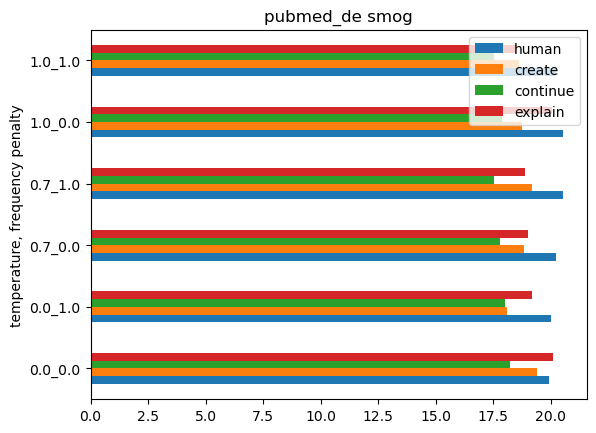 pubmed_de smog
human
create
continue
explain
temperature, frequency penalty
1.0_1.0
1.0_0.0
0.7_1.0
0.7_0.0
0.0_1.0
0.0_0.0
0.0 2.5 5.0 7.5 10.0 12.5 15.0 17.5 20.0